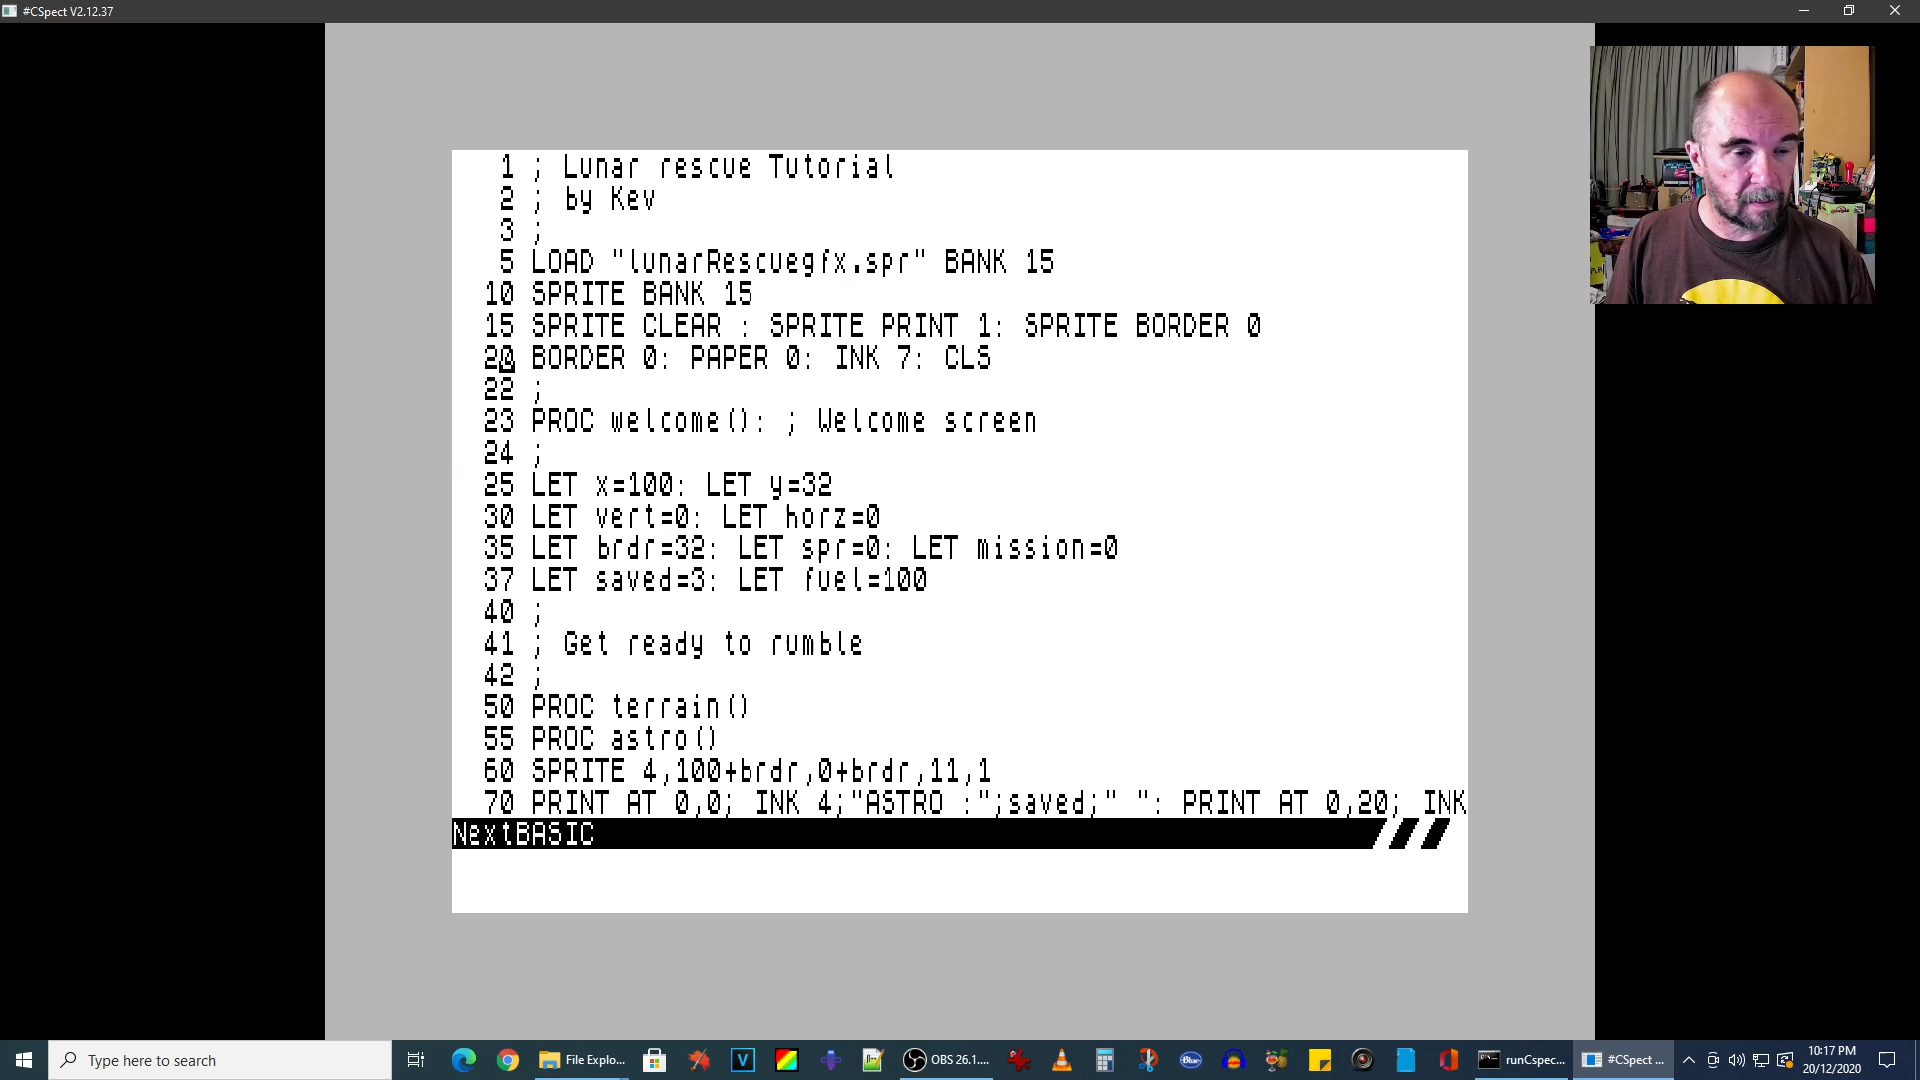 #CSpect V2.12.37
1 ; Lunar rescue Tutorial
2 ; by Kev
3 ;
5 LOAD "lunarRescuegfx.spr" BANK 15
10 SPRITE BANK 15
15 SPRITE CLEAR : SPRITE PRINT 1: SPRITE BORDER 0
20 BORDER 0: PAPER 0: INK 7: CLS
22 ;
23 PROC welcome(): ; Welcome screen
24 ;
25 LET x=100: LET y=32
30 LET vert=0: LET horz=0
35 LET brdr=32: LET spr=0: LET mission=0
37 LET saved=3: LET fuel=100
40 ;
41 ; Get ready to rumble
42 ;
50 PROC terrain()
55 PROC astro()
60 SPRITE 4,100+brdr,0+brdr,11,1
70 PRINT AT 0,0; INK 4;"ASTRO :";saved;" ": PRINT AT 0,20; INK
NextBASIC
Type here to search
File Explo...
V
OBS 26.1....
Blue
runCspec...
#CSpect ...
10:17 PM
20/12/2020